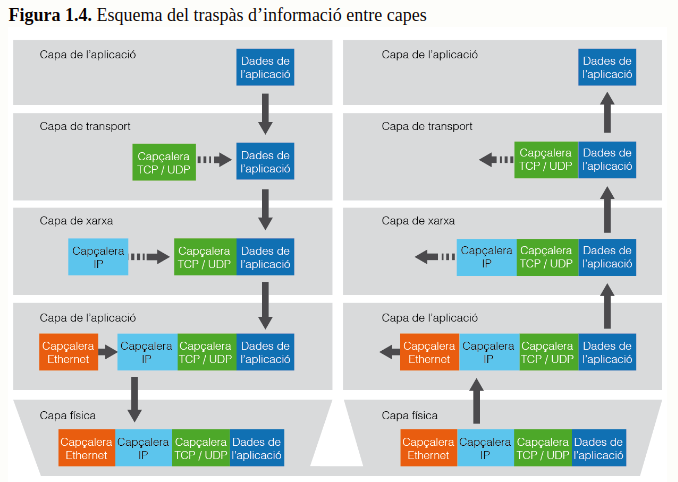 Figura 1.4. Esquema del traspàs d’informació entre capes
Capa de l’aplicació
Dades de
l’aplicació
Capa de transport
Capçalera
TCP / UDP
Dades de
l’aplicació
Capa de xarxa
Capçalera
IP
Capçalera
TCP / UDP
Dades de
l’aplicació
Capa de l’aplicació
Capçalera
Ethernet
Capçalera
IP
Capçalera
TCP / UDP
Dades de
l’aplicació
Capa física
Capçalera
Ethernet
Capçalera
IP
Capçalera
TCP / UDP
Dades de
l’aplicació
Capa de l’aplicació
Dades de
l’aplicació
Capa de transport
Capçalera
TCP / UDP
Dades de
l’aplicació
Capa de xarxa
Capçalera
IP
Capçalera
TCP / UDP
Dades de
l’aplicació
Capa de l’aplicació
Capçalera
Ethernet
Capçalera
IP
Capçalera
TCP / UDP
Dades de
l’aplicació
Capa física
Capçalera
Ethernet
Capçalera
IP
Capçalera
TCP / UDP
Dades de
l’aplicació